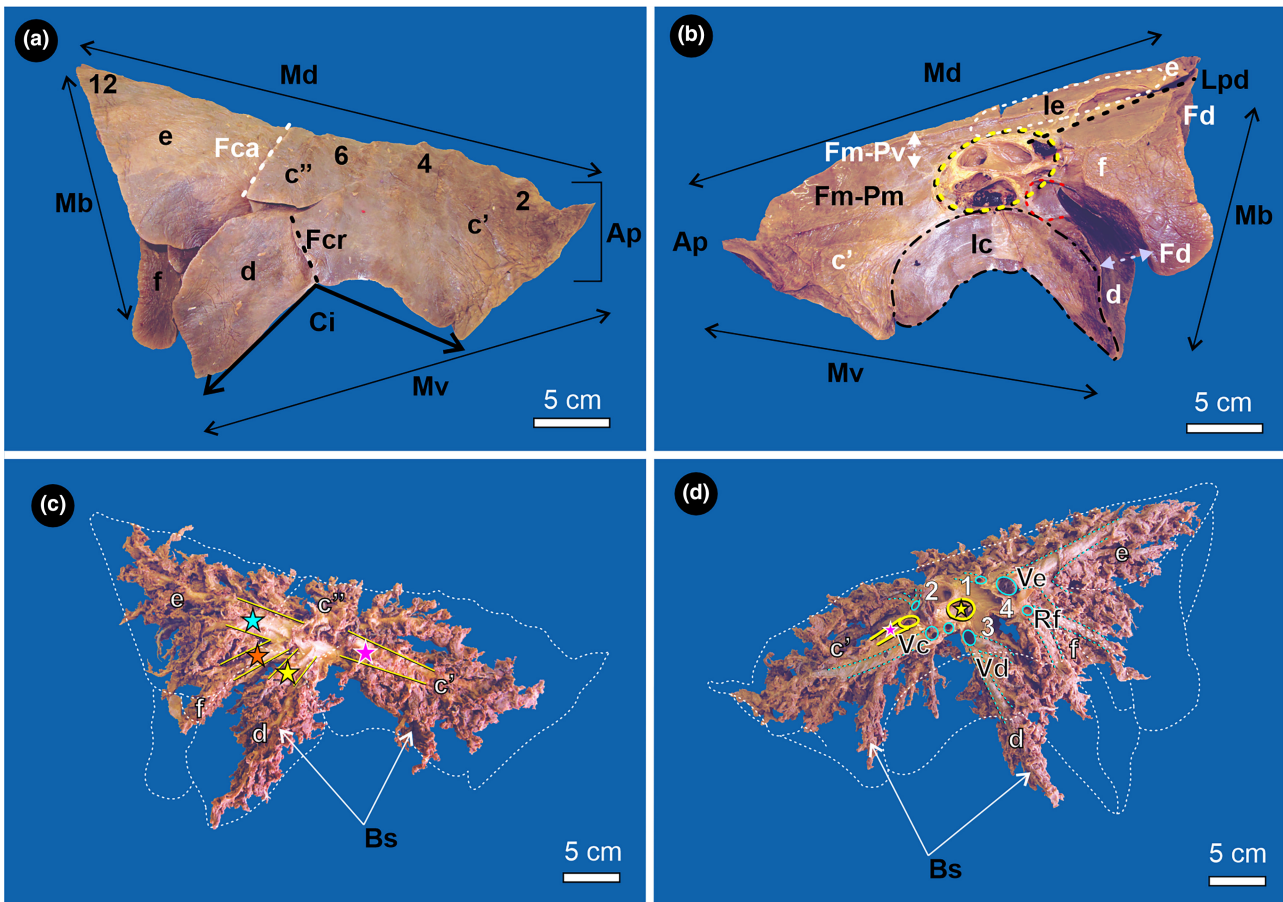 (a)
12
Md
e
Fca
c”
6
4
2
Mb
c’
Ap
Fcr
d
f
Ci
Mv
5 cm
(b)
Md
e
le
Lpd
Fd
Fm-Pv
f
Fm-Pm
Mb
Ap
c’
lc
Fd
d
Mv
5 cm
(c)
e
c”
c’
f
d
Bs
5 cm
(d)
e
1
Ve
2
4
Rf
3
c’
Vc
f
Vd
d
Bs
5 cm